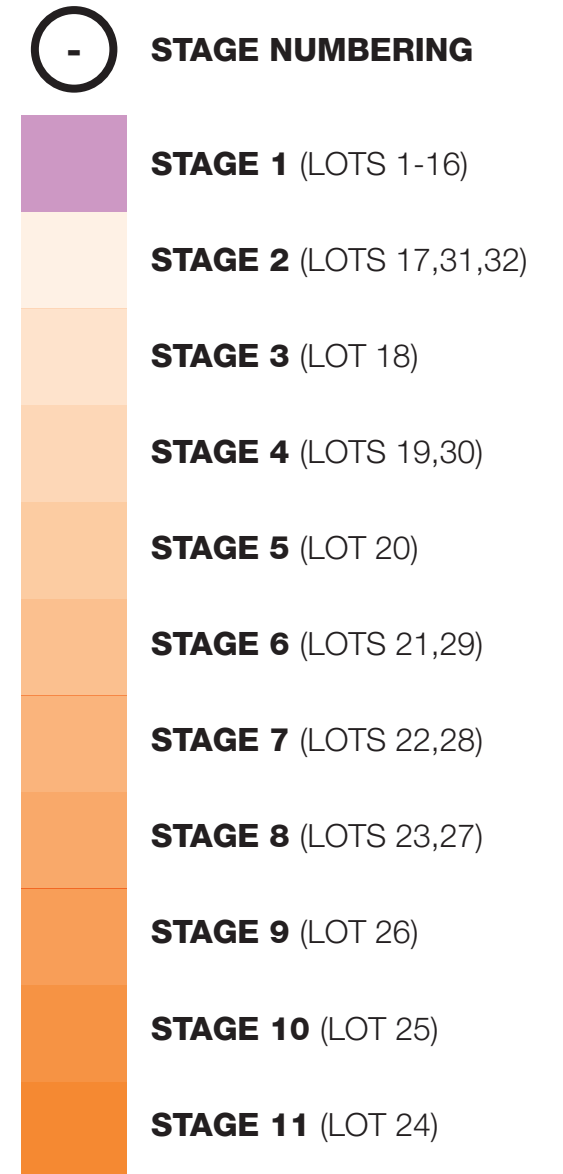 -
STAGE NUMBERING
STAGE 1 (LOTS 1-16)
STAGE 2 (LOTS 17,31,32)
STAGE 3 (LOT 18)
STAGE 4 (LOTS 19,30)
STAGE 5 (LOT 20)
STAGE 6 (LOTS 21,29)
STAGE 7 (LOTS 22,28)
STAGE 8 (LOTS 23,27)
STAGE 9 (LOT 26)
STAGE 10 (LOT 25)
STAGE 11 (LOT 24)